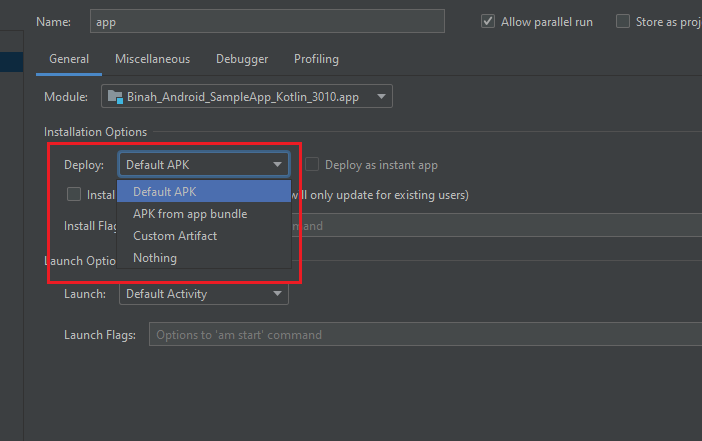 Name: app Allow parallel run Store as proj
General Miscellaneous Debugger Profiling
Module: Binah_Android_SampleApp_Kotlin_3010.app
Installation Options
Deploy: Default APK Deploy as instant app
Default APK
Instal vill only update for existing users)
APK from app bundle
Install Flag mmand
Custom Artifact
Nothing
Launch Optio
Launch: Default Activity
Launch Flags: Options to 'am start' command